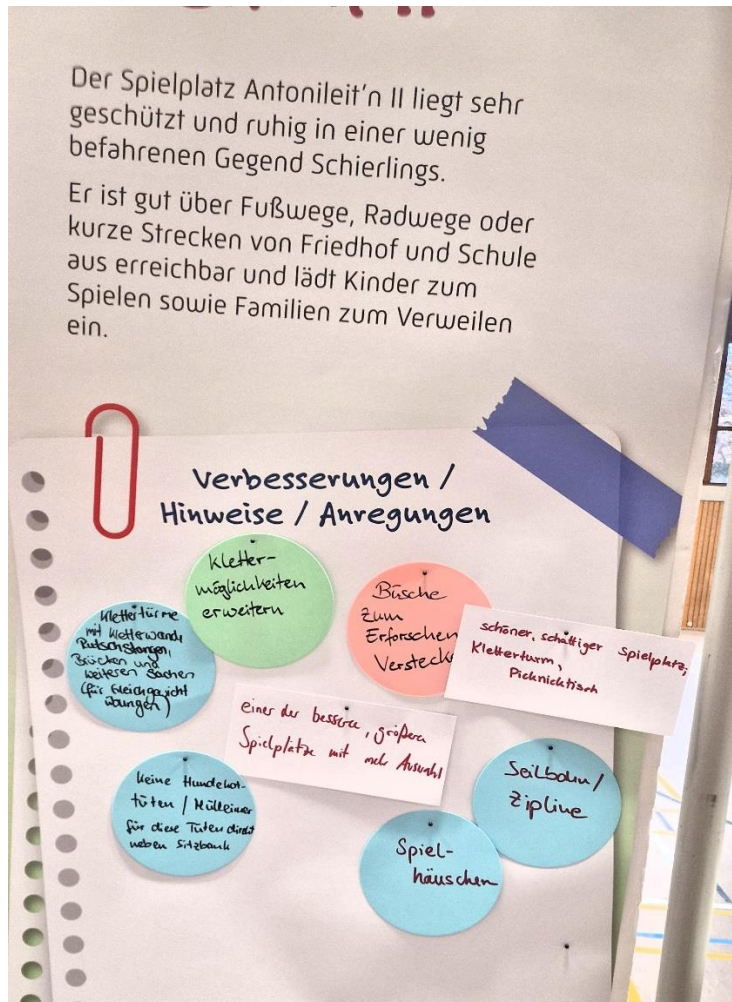 Der Spielplatz Antonileit'n II liegt sehr
geschützt und ruhig in einer wenig
befahrenen Gegend Schierlings.
Er ist gut über Fußwege, Radwege oder
kurze Strecken von Friedhof und Schule
aus erreichbar und lädt Kinder zum
Spielen sowie Familien zum Verweilen
ein.
Verbesserungen /
Hinweise / Anregungen
Kletter-
möglichkeiten
erweitern
Büsche
zum
Erforschen
Verstecke
Klettertürme
mit Kletterwand,
Rutschstangen,
Brücken und
weiteren Sachen
(für Gleichgewicht
übungen)
schöner, schattiger Spielplatz,
Kletterturm,
Picknicktisch
einer der bessere, größere
Spielplätze mit mehr Auswahl
Seilbahn/
Zipline
keine Hundekot-
tüten / Mülleimer
für diese Tüten direkt
neben Sitzbank
Spiel-
häuschen